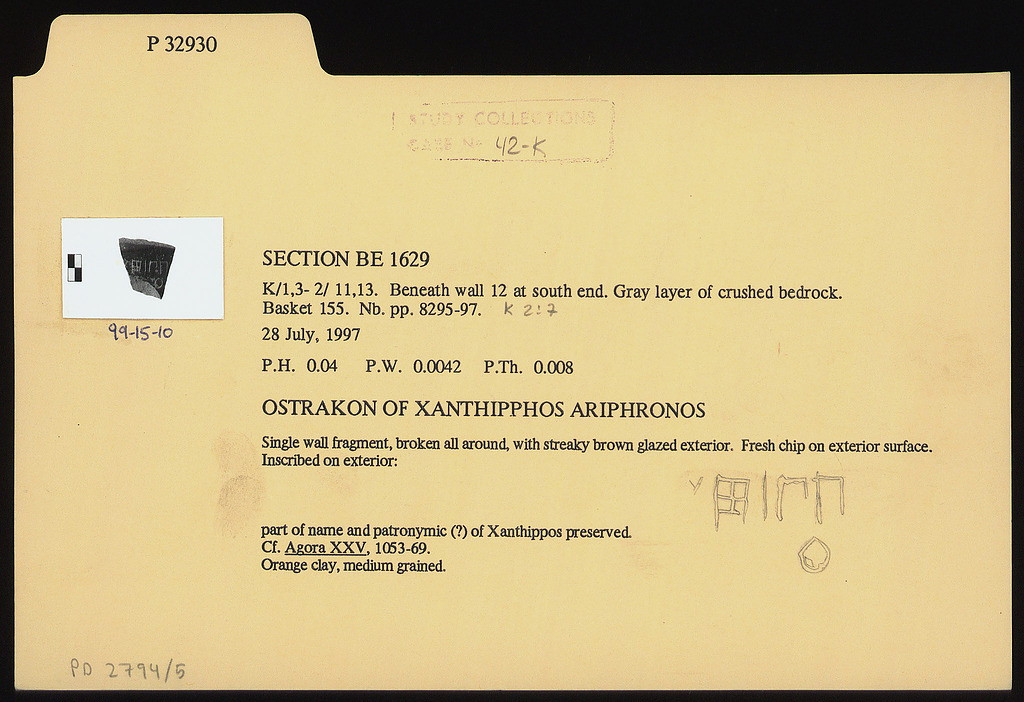 P 32930
STUDY COLLECTIONS
CASE No 42-K
SECTION BE 1629
K/1,3- 2/ 11,13. Beneath wall 12 at south end. Gray layer of crushed bedrock.
Basket 155. Nb. pp. 8295-97. K 2:7
99-15-10
28 July, 1997
P.H. 0.04 P.W. 0.0042 P.Th. 0.008
OSTRAKON OF XANTHIPPHOS ARIPHRONOS
Single wall fragment, broken all around, with streaky brown glazed exterior. Fresh chip on exterior surface.
Inscribed on exterior:
part of name and patronymic (?) of Xanthippos preserved.
Cf. Agora XXV, 1053-69.
Orange clay, medium grained.
PD 2794/5